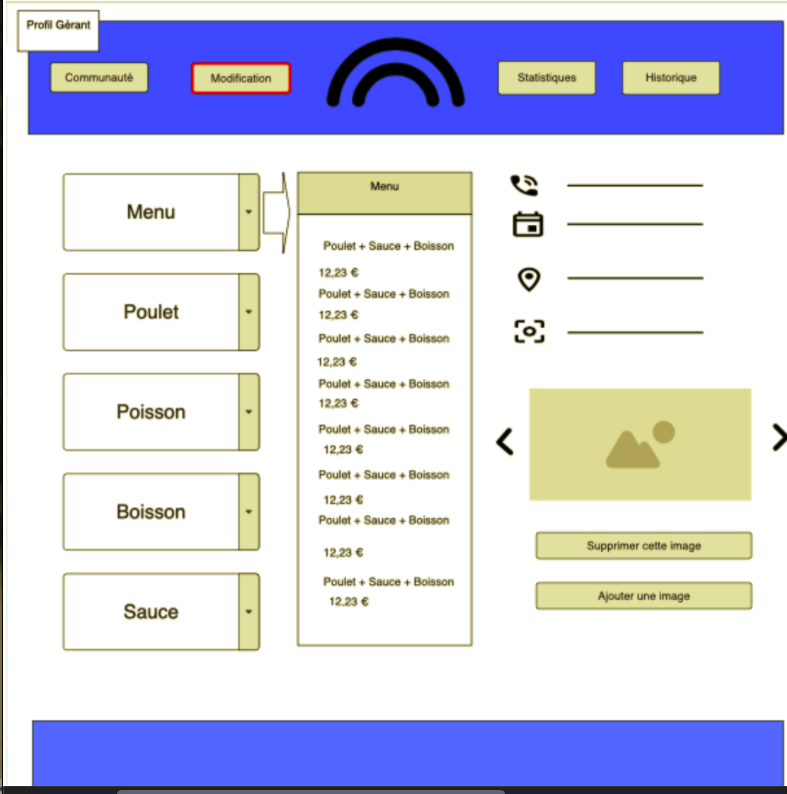 Profil Gérant
Communauté
Modification
Statistiques
Historique
Menu
Poulet
Poisson
Boisson
Sauce
Menu
Poulet + Sauce + Boisson
12,23 €
Poulet + Sauce + Boisson
12,23 €
Poulet + Sauce + Boisson
12,23 €
Poulet + Sauce + Boisson
12,23 €
Poulet + Sauce + Boisson
12,23 €
Poulet + Sauce + Boisson
12,23 €
Poulet + Sauce + Boisson
12,23 €
Poulet + Sauce + Boisson
12,23 €
Supprimer cette image
Ajouter une image